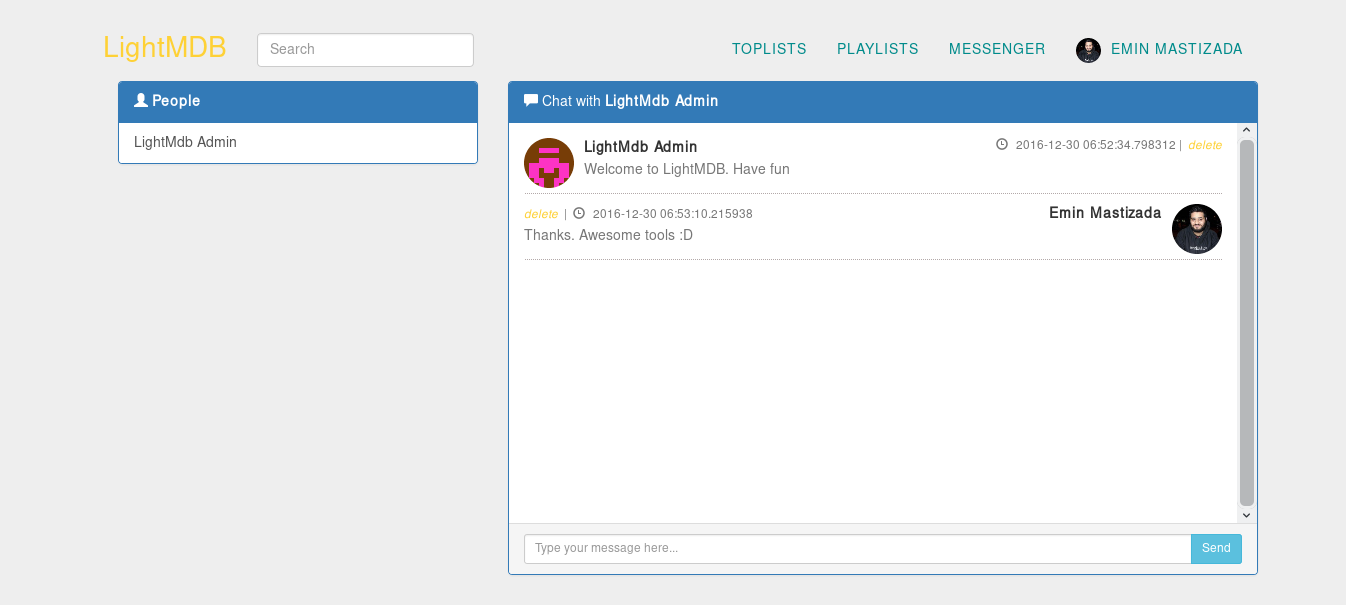 LightMDB
Search
TOPLISTS
PLAYLISTS
MESSENGER
EMIN MASTIZADA
People
LightMdb Admin
Chat with LightMdb Admin
LightMdb Admin
2016-12-30 06:52:34.798312 | delete
Welcome to LightMDB. Have fun
delete | 2016-12-30 06:53:10.215938
Emin Mastizada
Thanks. Awesome tools :D
Type your message here...
Send